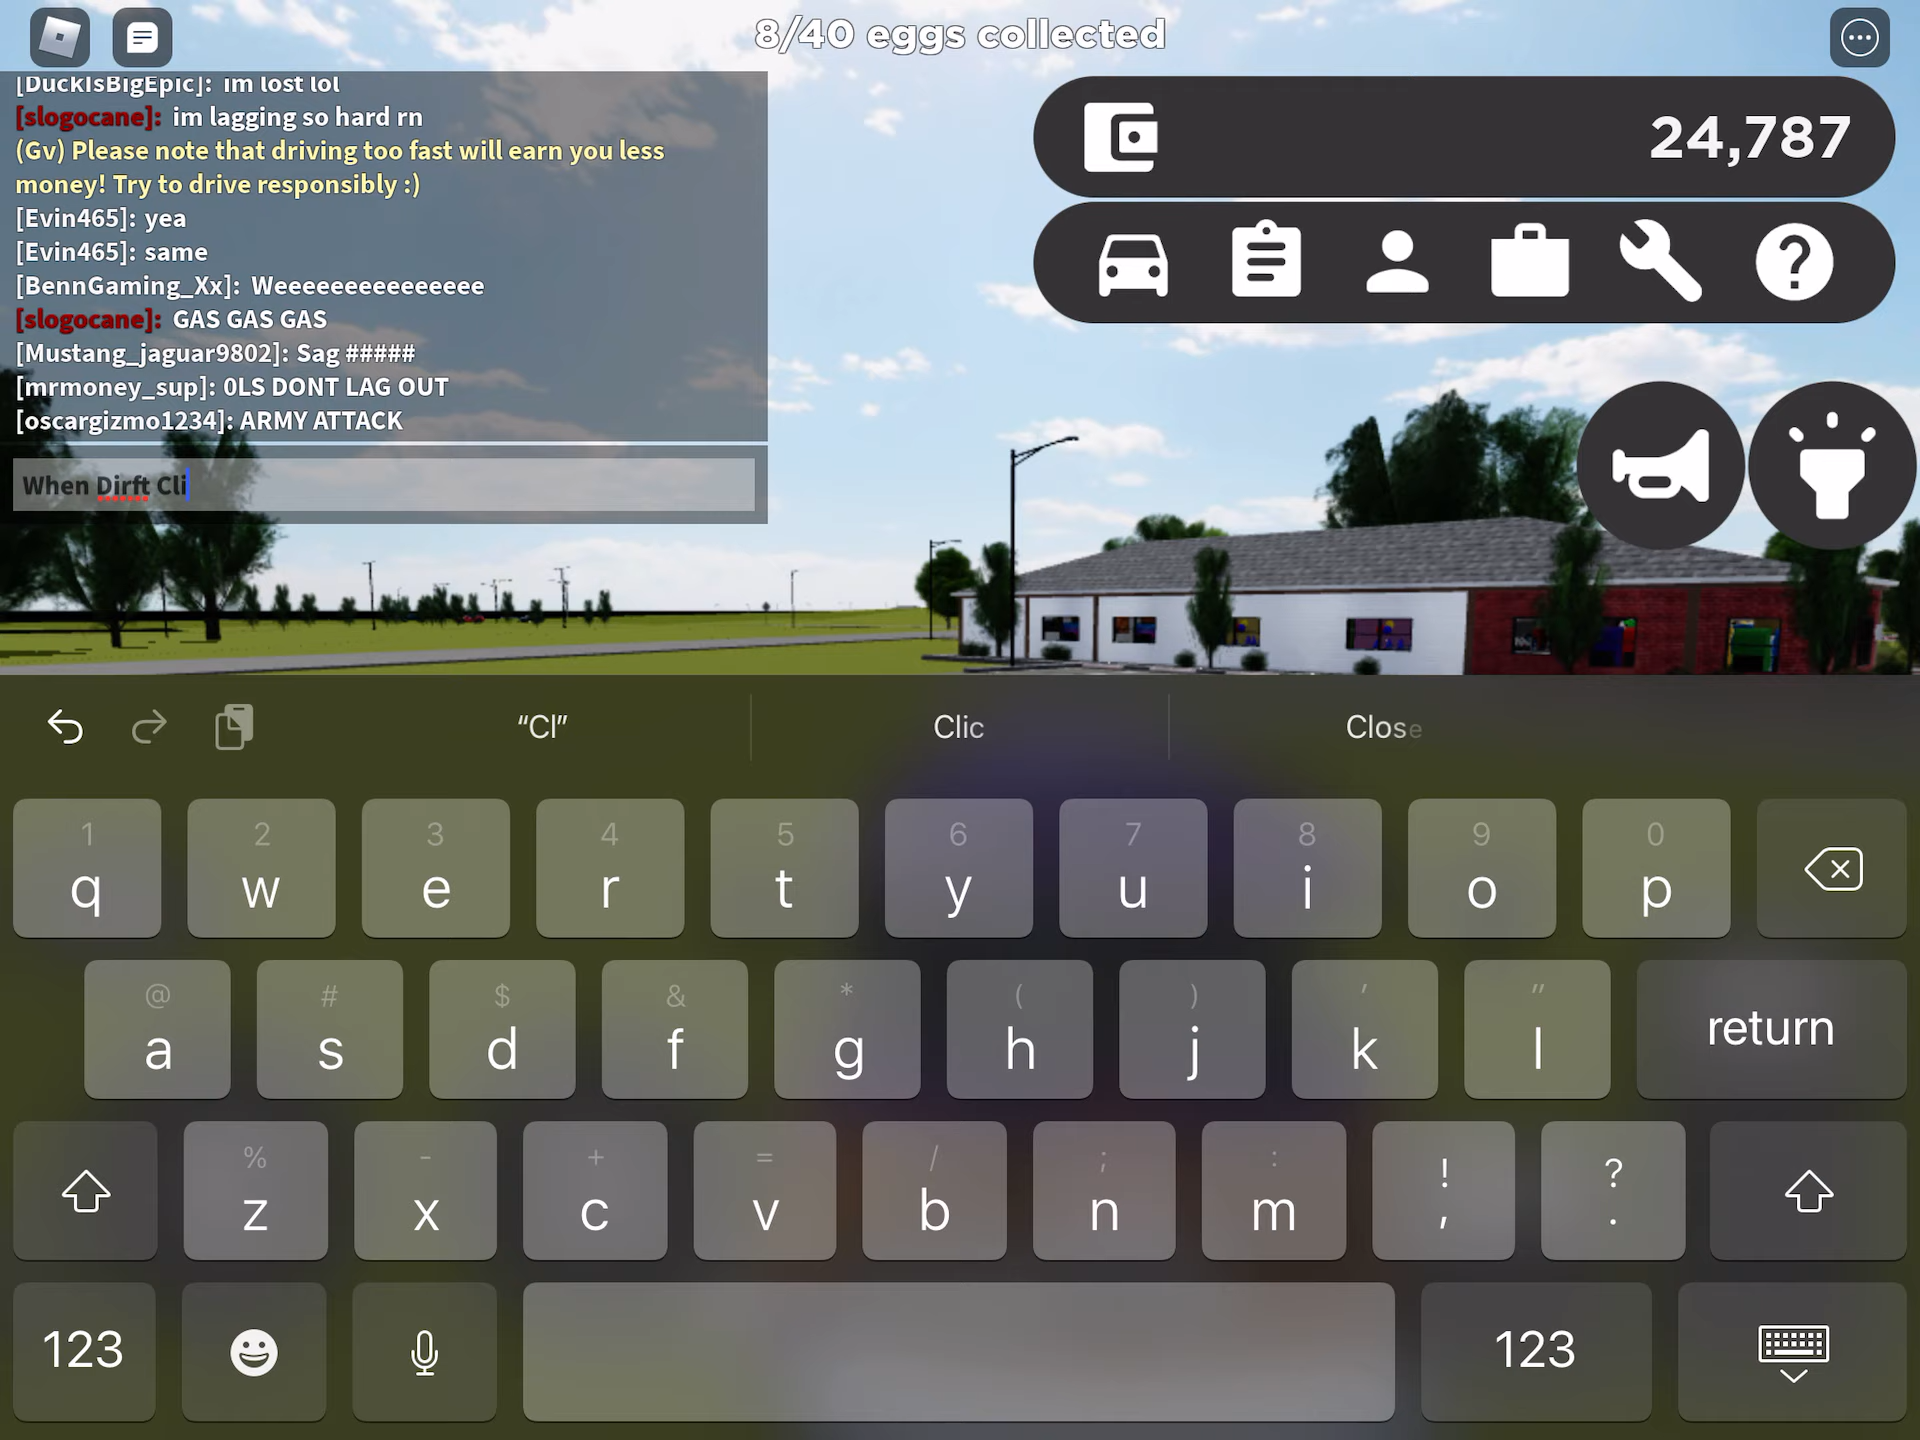 8/40 eggs collected
[DuckIsBigEpic]: im lost lol
[slogocane]: im lagging so hard rn
(Gv) Please note that driving too fast will earn you less
money! Try to drive responsibly :)
[Evin465]: yea
[Evin465]: same
[BennGaming_Xx]: Weeeeeeeeeeeeeee
[slogocane]: GAS GAS GAS
[Mustang_jaguar9802]: Sag #####
[mrmoney_sup]: 0LS DONT LAG OUT
[oscargizmo1234]: ARMY ATTACK
When Dirft Cli
24,787
“Cl” Clic Close
1 2 3 4 5 6 7 8 9 0
q w e r t y u i o p
@ # $ & * ( ) ' "
a s d f g h j k l return
% - + = / ; : ! ?
z x c v b n m , .
123 123